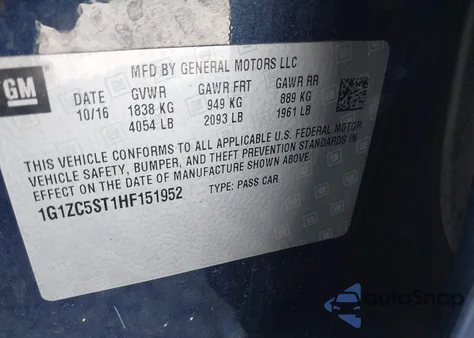 GM
MFD BY GENERAL MOTORS LLC
DATE GVWR GAWR FRT GAWR RR
10/16 1838 KG 949 KG 889 KG
4054 LB 2093 LB 1961 LB
THIS VEHICLE CONFORMS TO ALL APPLICABLE U.S. FEDERAL MOTOR
VEHICLE SAFETY, BUMPER, AND THEFT PREVENTION STANDARDS
IN EFFECT ON THE DATE OF MANUFACTURE SHOWN ABOVE.
1G1ZC5ST1HF151952 TYPE: PASS CAR
autoSnap